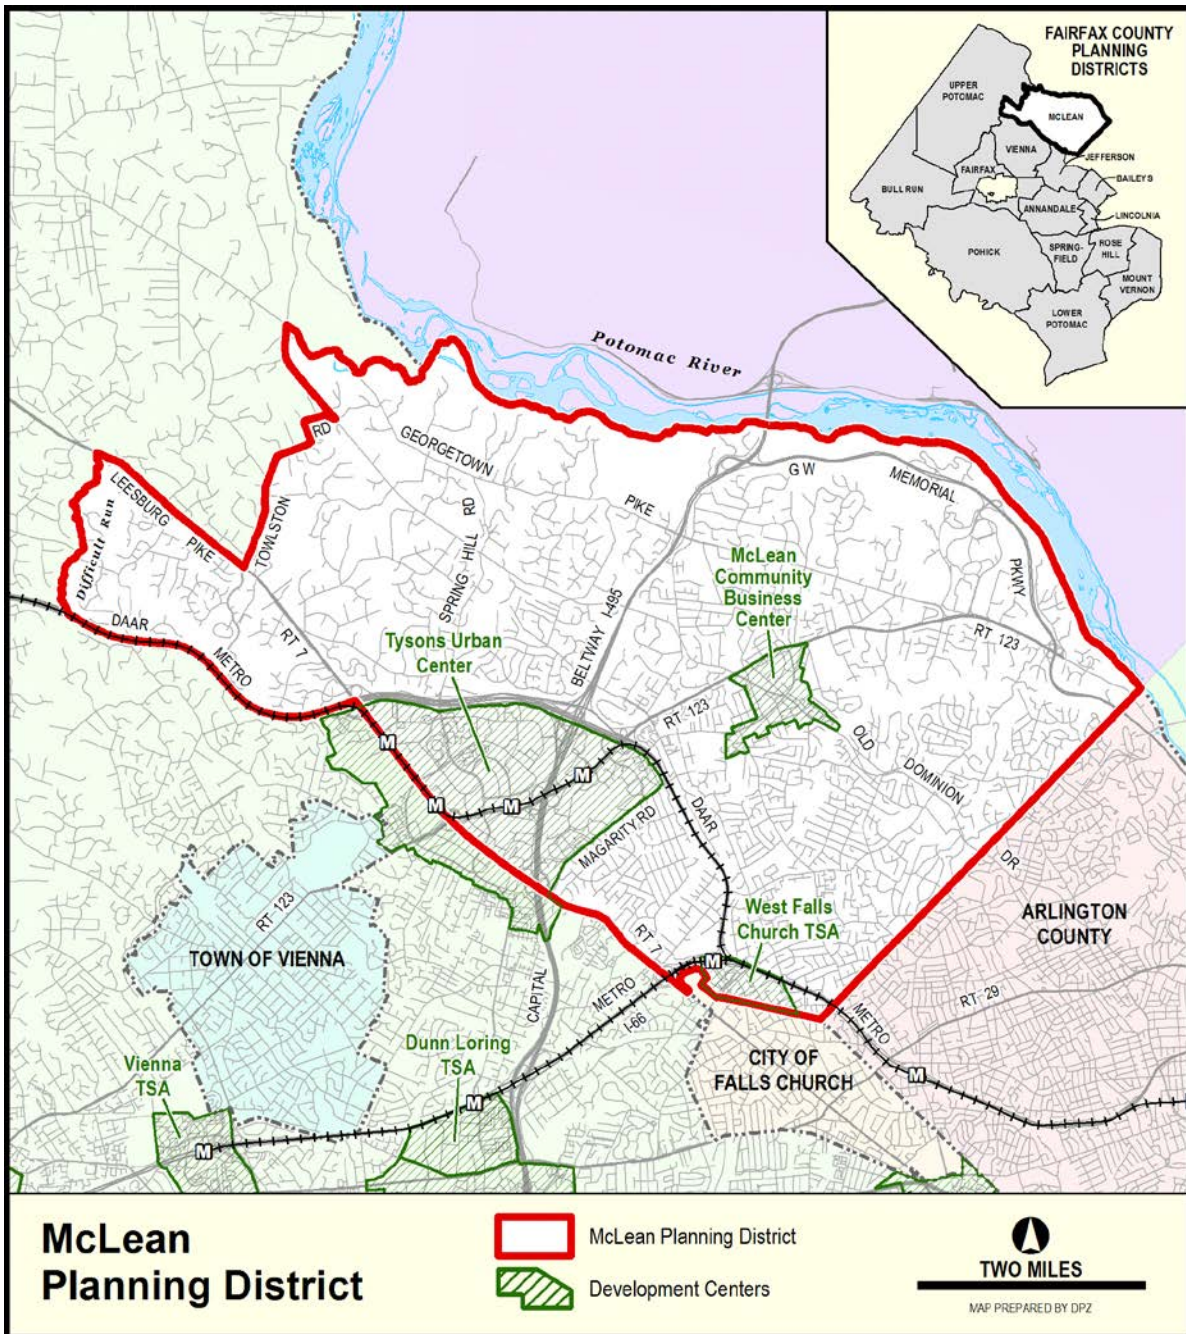 FAIRFAX COUNTY
PLANNING
DISTRICTS
UPPER
POTOMAC
MCLEAN
VIENNA
JEFFERSON
FAIRFAX
BAILEYS
BULL RUN
ANNANDALE
LINCOLNIA
POHICK
SPRING-
FIELD
ROSE
HILL
MOUNT
VERNON
LOWER
POTOMAC
Potomac River
RD
GEORGETOWN
PIKE
G W
MEMORIAL
PKWY
LEESBURG
PIKE
Difficult Run
TOWLSTON
SPRING HILL RD
BELTWAY I-495
McLean
Community
Business
Center
DAAR
METRO
RT 7
Tysons Urban
Center
RT 123
RT 123
OLD
DOMINION
DR
M
M
M
M
DAAR
MAGARITY RD
RT 123
TOWN OF VIENNA
West Falls
Church TSA
ARLINGTON
COUNTY
RT 7
M
METRO
I-66
CAPITAL
METRO
RT 29
Dunn Loring
TSA
CITY OF
FALLS CHURCH
Vienna
TSA
M
M
M
McLean
Planning District
McLean Planning District
Development Centers
TWO MILES
MAP PREPARED BY DPZ